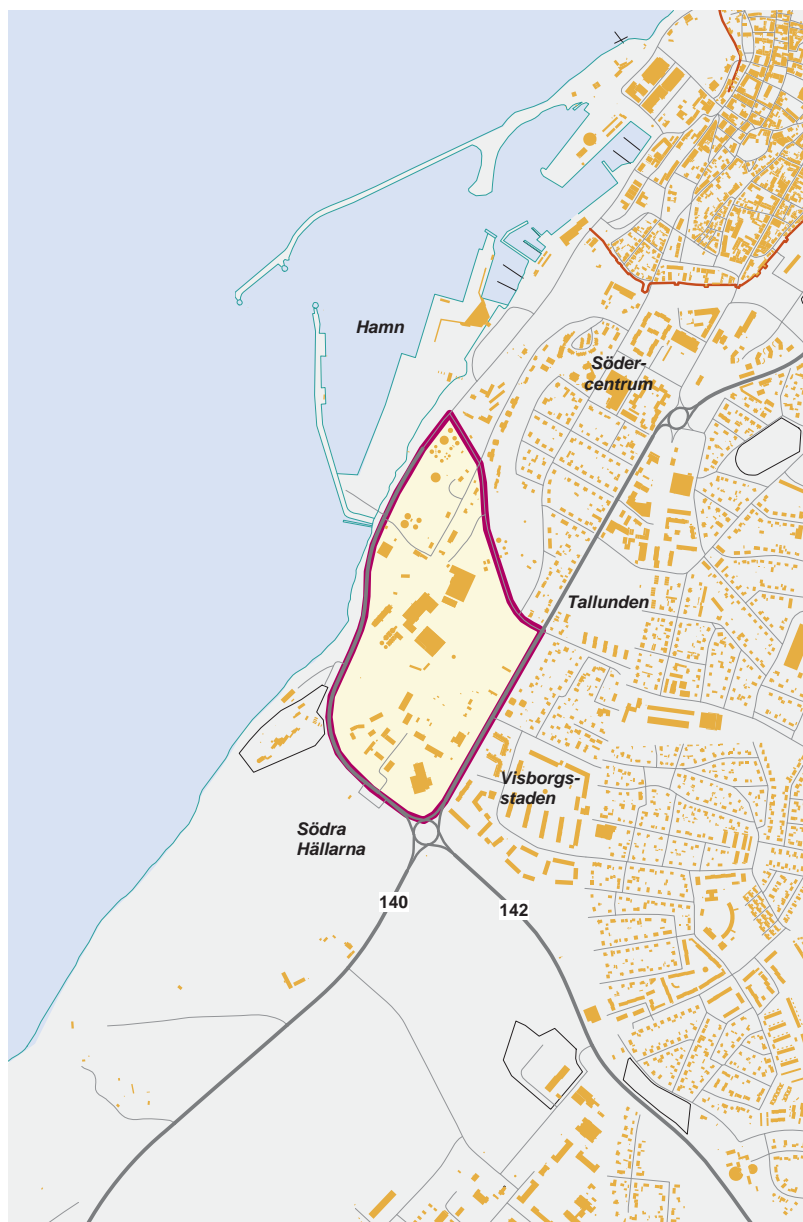 Hamn
Söder-
centrum
Tallunden
Visborgs-
staden
Södra
Hällarna
140
142